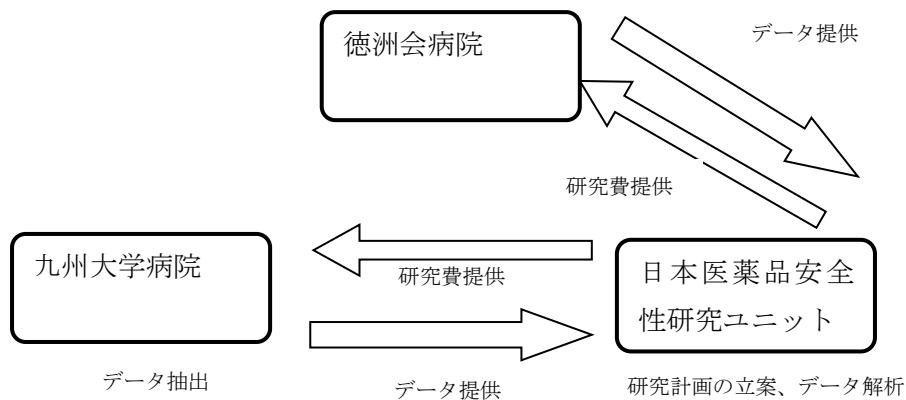 徳洲会病院
データ提供
研究費提供
九州大学病院
研究費提供
日本医薬品安全
性研究ユニット
データ抽出
データ提供
研究計画の立案、データ解析